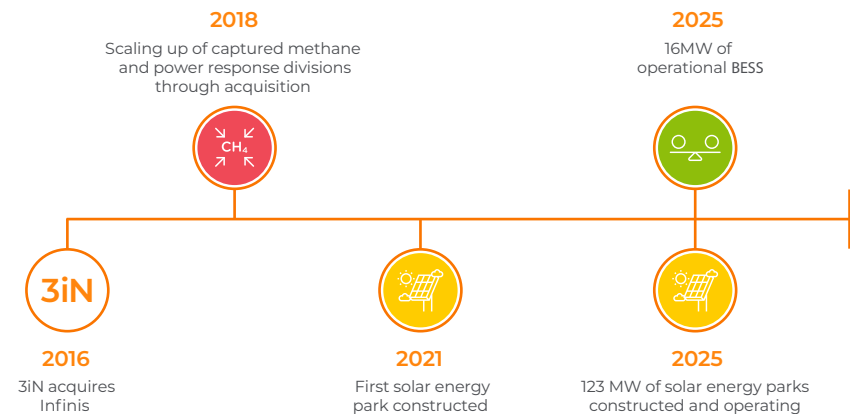 2018
Scaling up of captured methane
and power response divisions
through acquisition
CH₄
2025
16MW of
operational BESS
3iN
2016
3iN acquires
Infinis
2021
First solar energy
park constructed
2025
123 MW of solar energy parks
constructed and operating